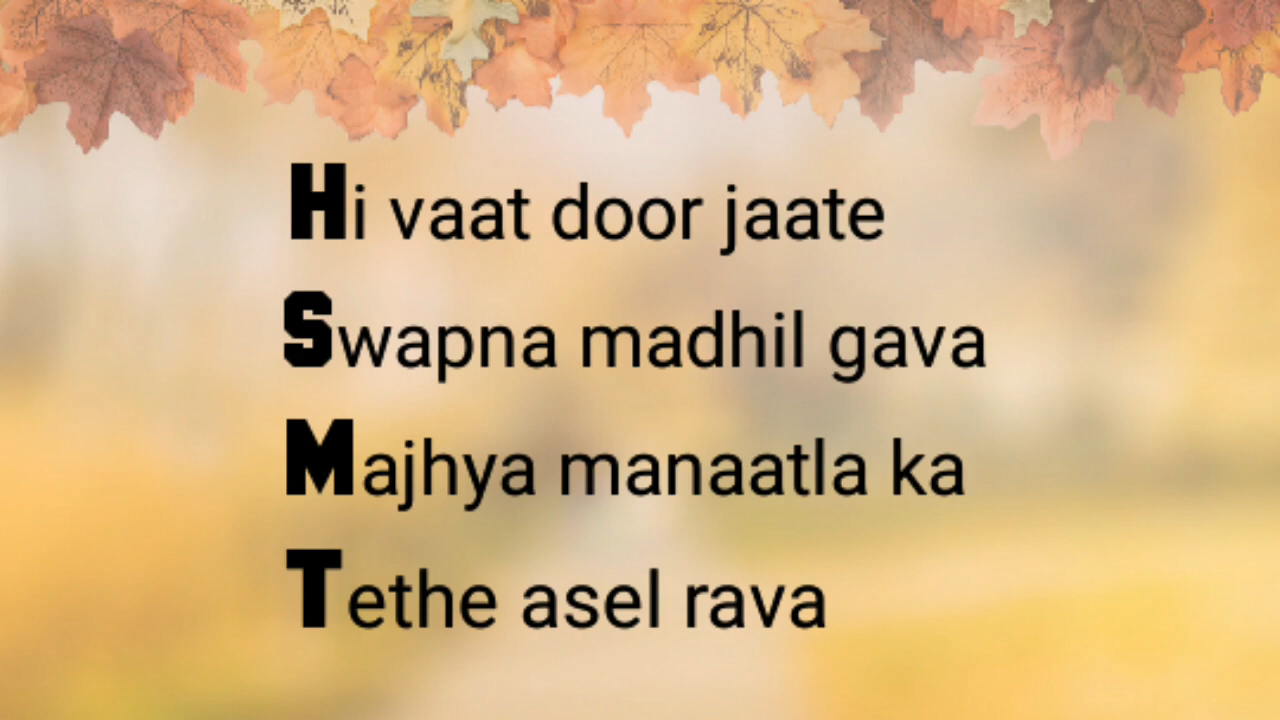 Hi vaat door jaate
Swapna madhil gava
Majhya manaatla ka
Tethe asel rava